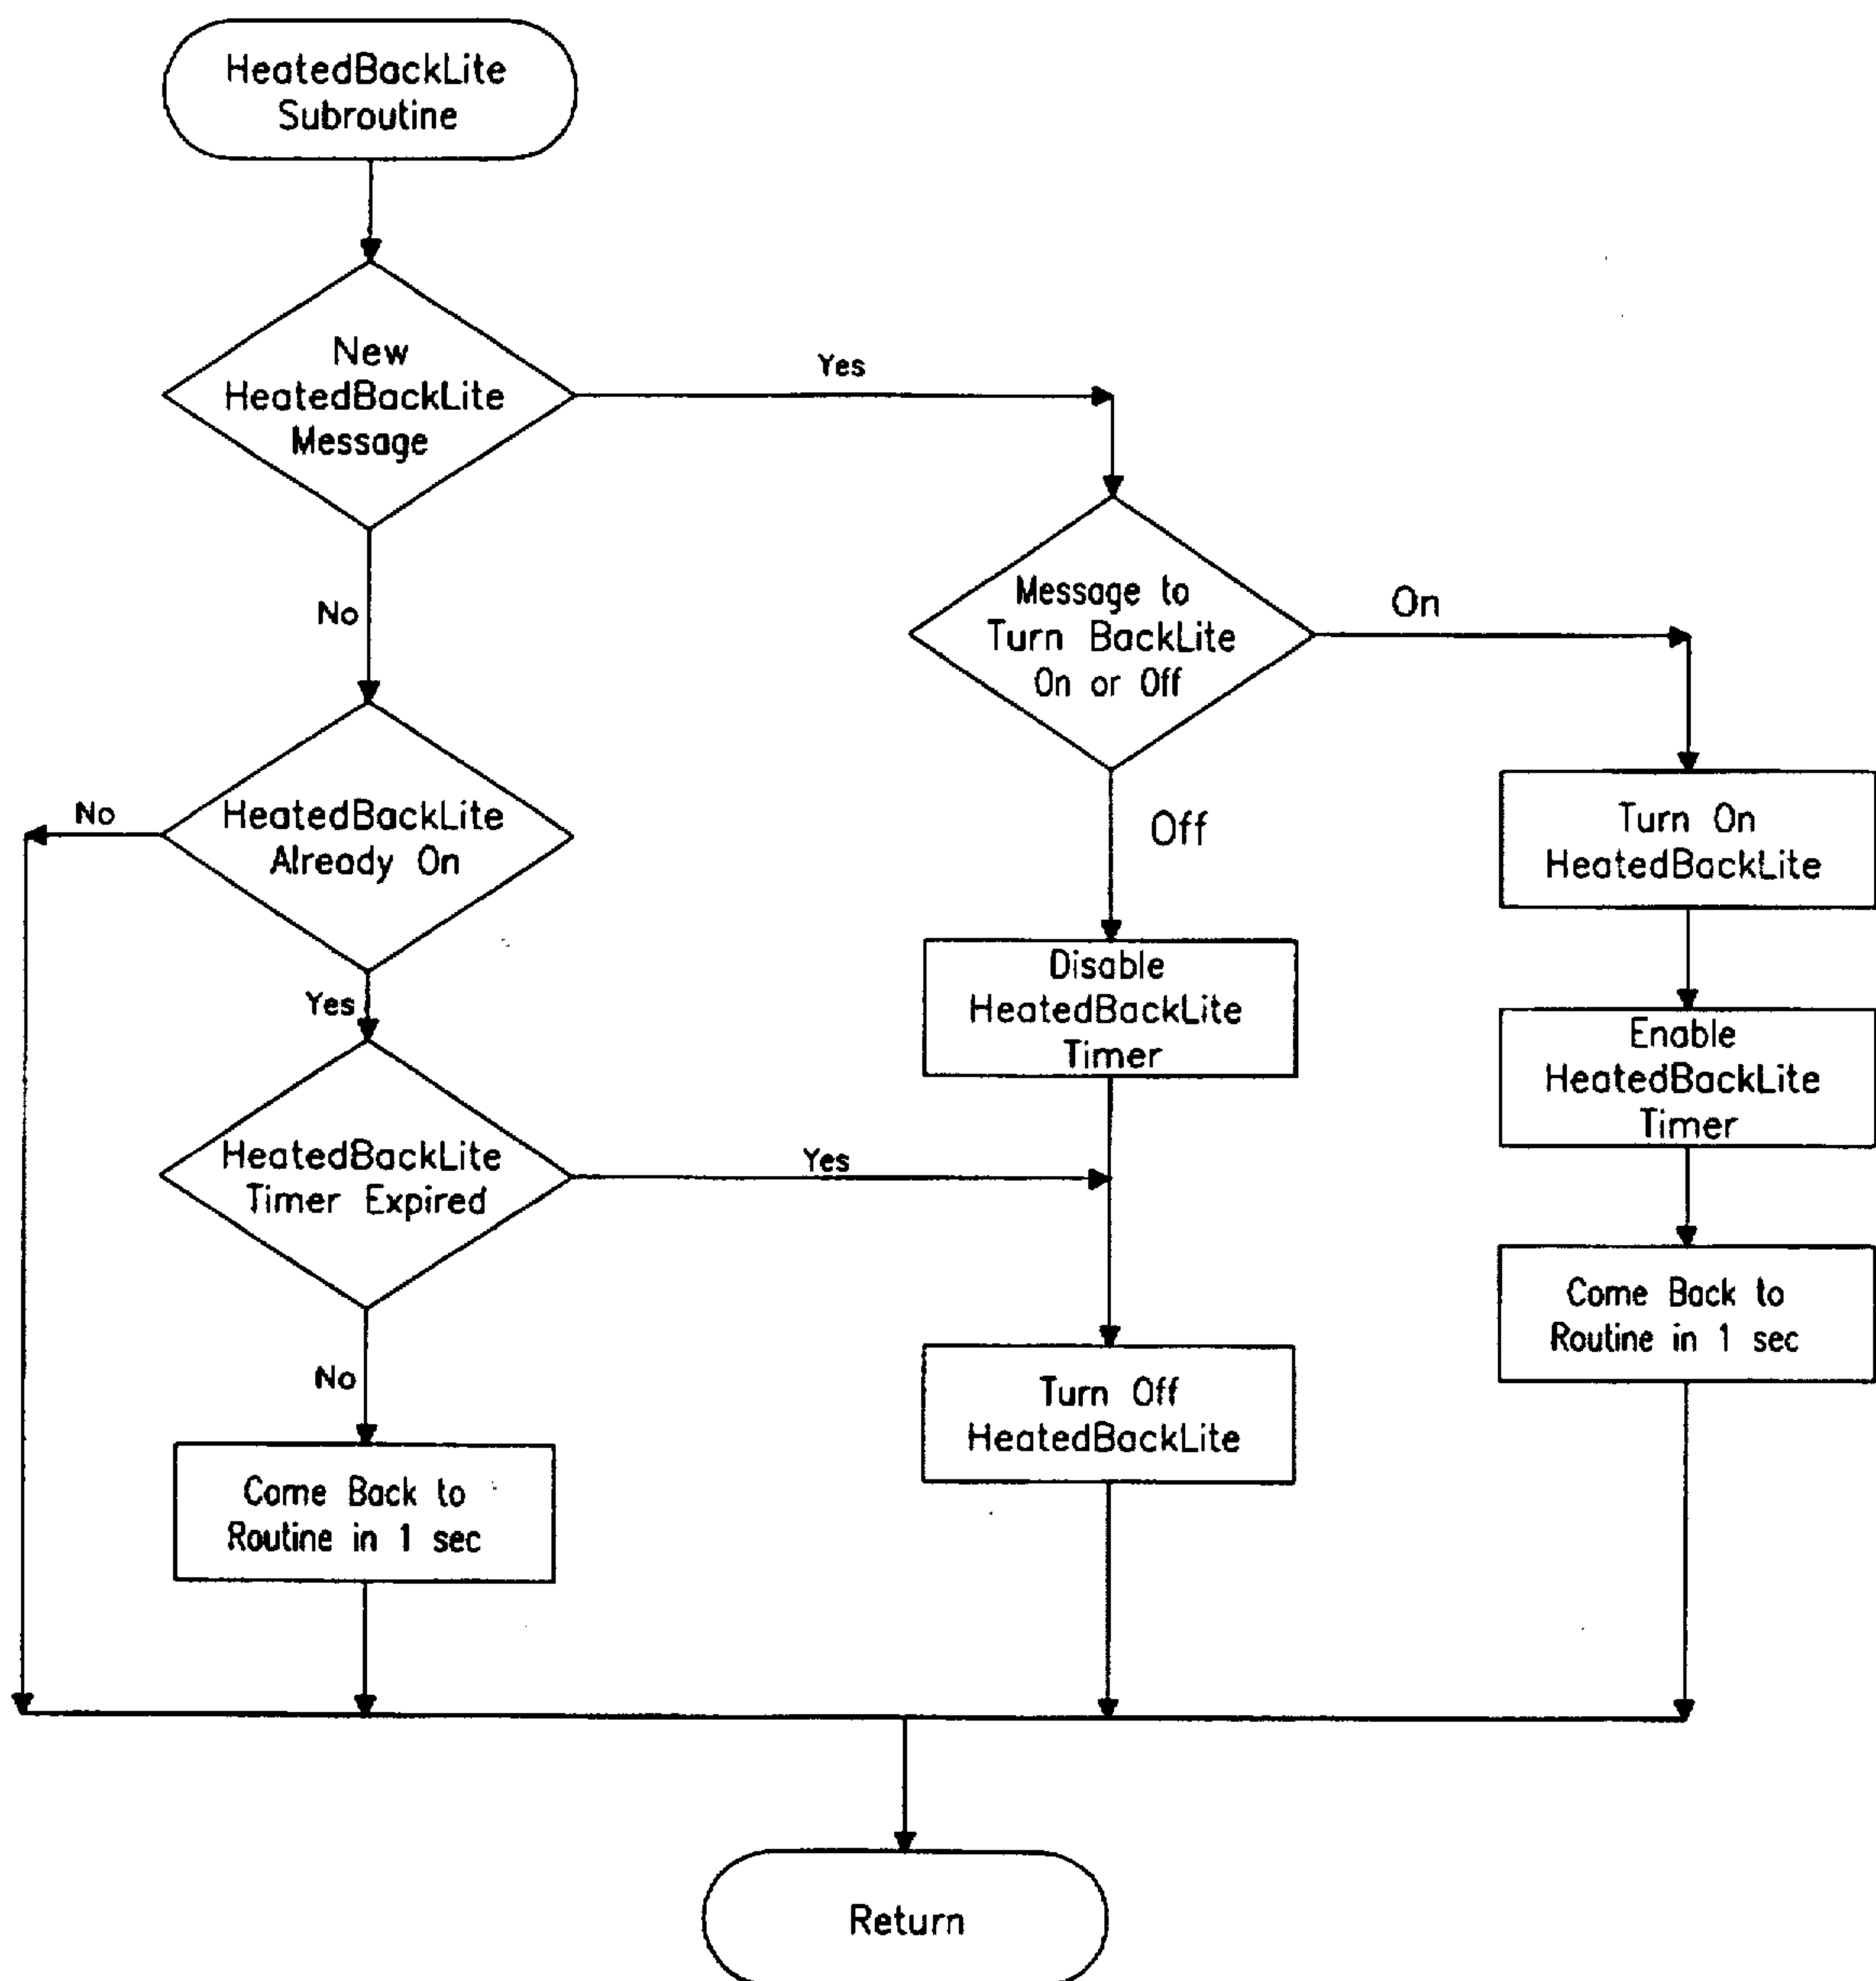 HeatedBackLite
Subroutine
New
HeatedBackLite
Message
Yes
No
Message to
Turn BackLite
On or Off
On
Off
HeatedBackLite
Already On
No
Yes
Turn On
HeatedBackLite
Disable
HeatedBackLite
Timer
Enable
HeatedBackLite
Timer
HeatedBackLite
Timer Expired
Yes
No
Come Back to
Routine in 1 sec
Turn Off
HeatedBackLite
Come Back to
Routine in 1 sec
Return